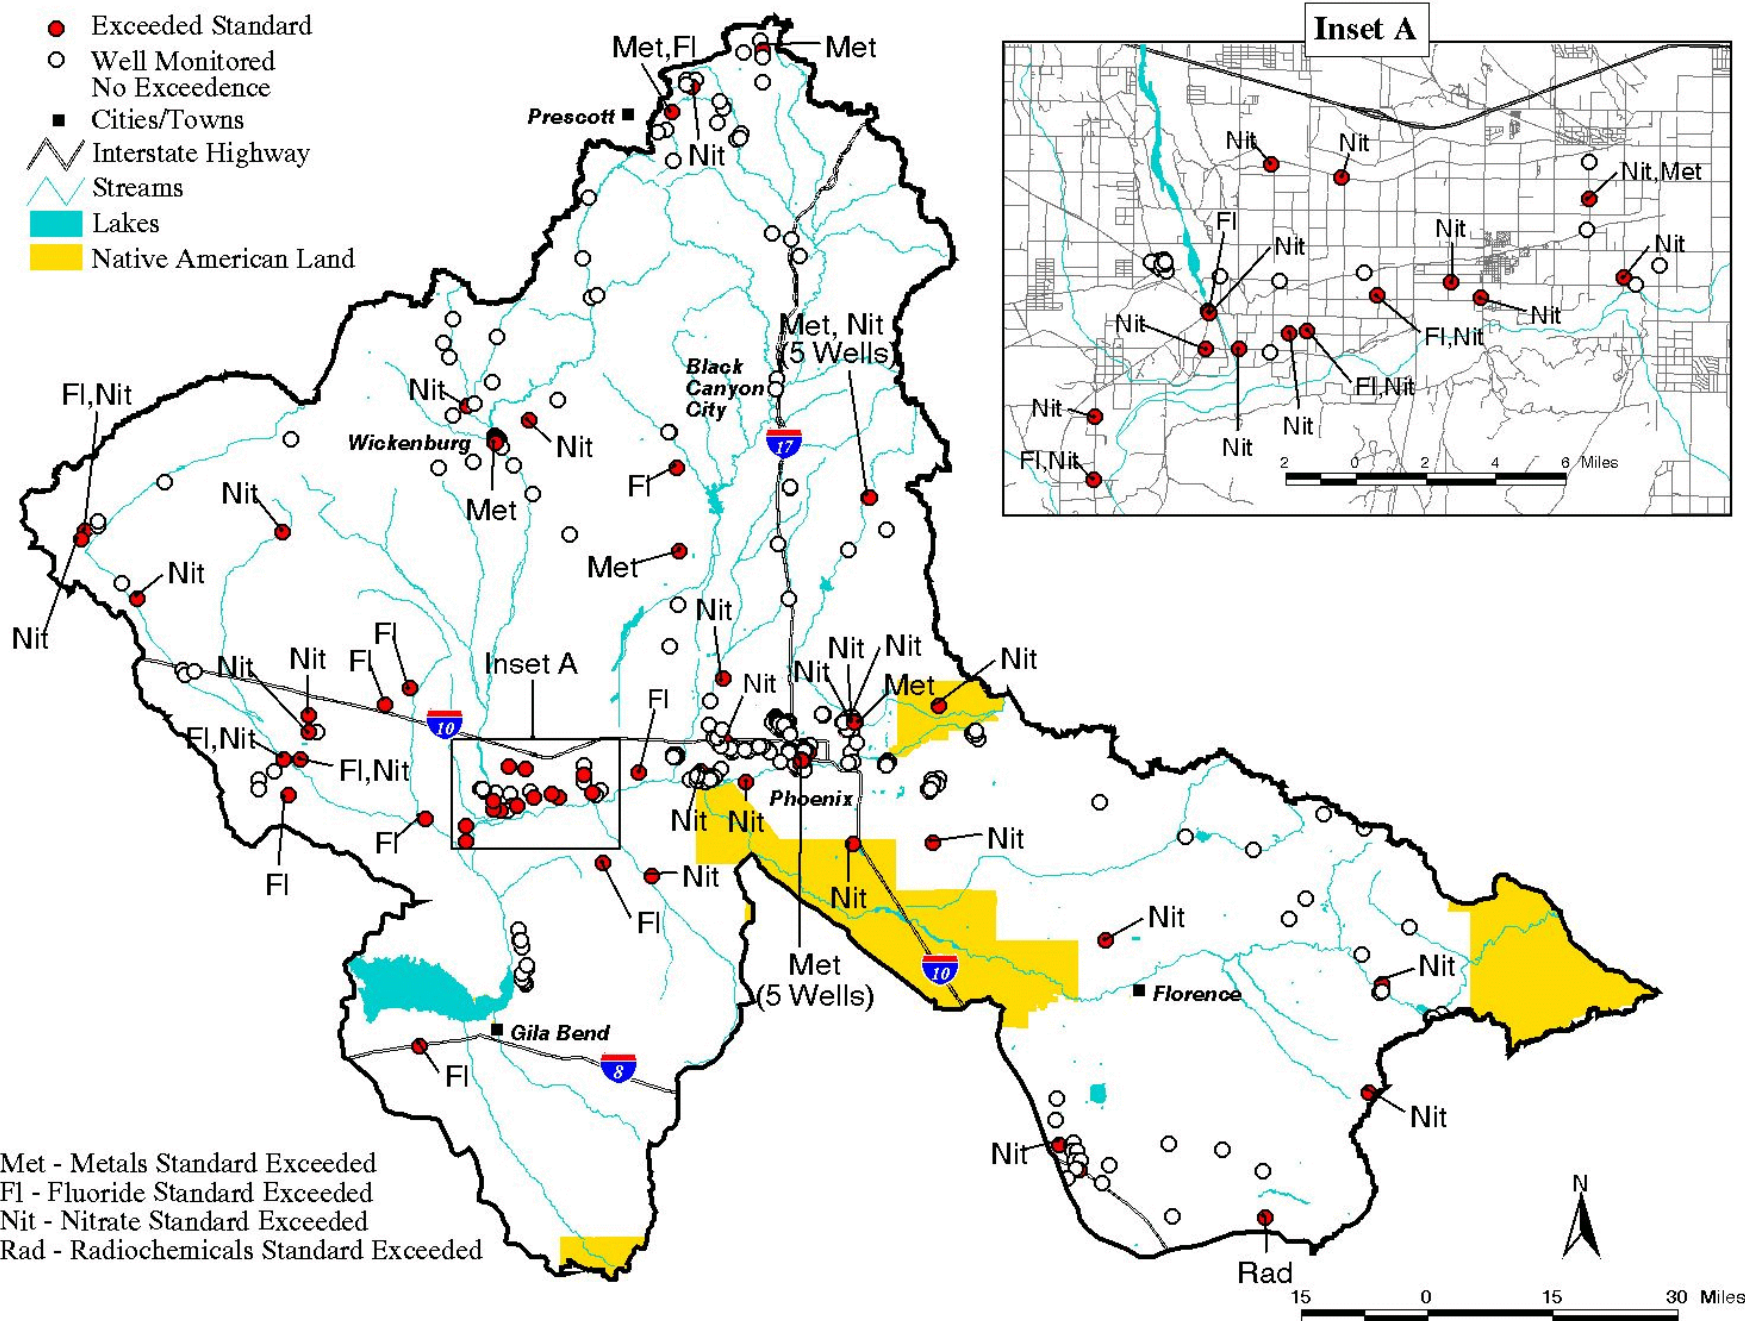 Exceeded Standard
Well Monitored
No Exceedence
Cities/Towns
Interstate Highway
Streams
Lakes
Native American Land
Inset A
Met,Fl
Met
Prescott
Nit
Met, Nit
(5 Wells)
Black
Canyon
City
17
Fl,Nit
Nit
Wickenburg
Nit
Met
Fl
Nit
Met
Nit
Nit
Nit
Fl
Fl
Nit
Nit
Inset A
Nit
Nit
Nit
Nit
Met
Nit
Fl
10
Fl,Nit
Fl,Nit
Fl
Fl
Nit
Nit
Phoenix
Nit
Nit
Nit
Fl
Nit
Met
(5 Wells)
10
Florence
Nit
Gila Bend
8
Fl
Nit
Nit
Rad
Nit
Nit
Nit,Met
Fl
Nit
Nit
Nit
Nit
Nit
Fl,Nit
Fl,Nit
Nit
Nit
Nit
Fl,Nit
2 0 2 4 6 Miles
Met - Metals Standard Exceeded
Fl - Fluoride Standard Exceeded
Nit - Nitrate Standard Exceeded
Rad - Radiochemicals Standard Exceeded
N
15 0 15 30 Miles